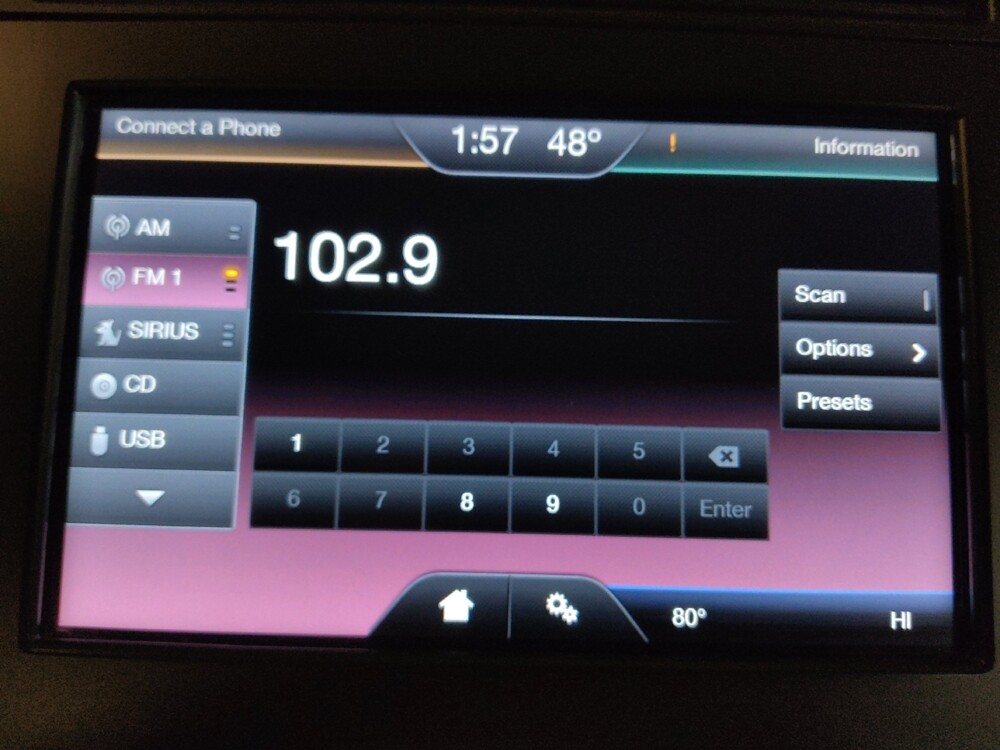 Connect a Phone
1:57 48°
!
Information
AM
FM 1
SIRIUS
CD
USB
102.9
Scan
Options
Presets
1 2 3 4 5
6 7 8 9 0 Enter
80°
HI